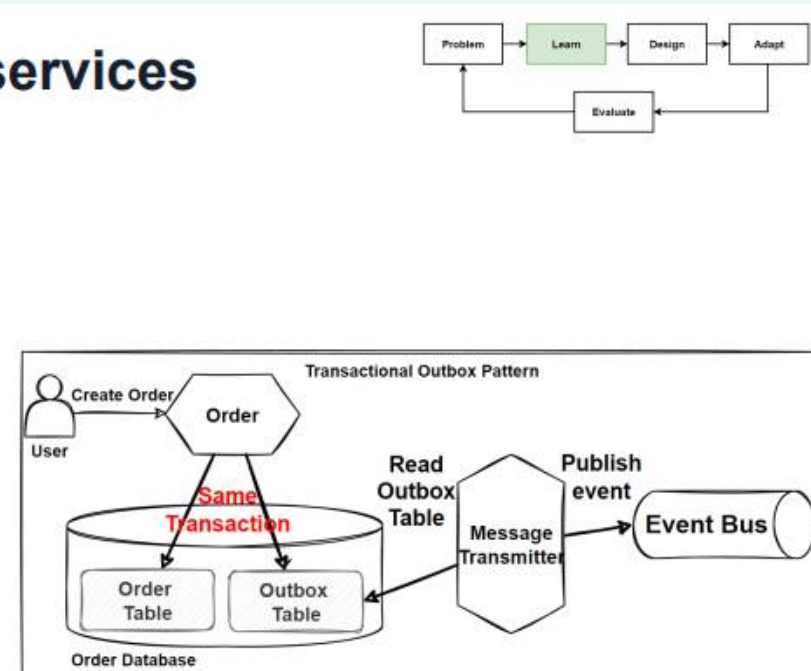 services
Problem
Learn
Design
Adapt
Evaluate
Transactional Outbox Pattern
Create Order
User
Order
Same
Transaction
Read
Outbox
Table
Publish
event
Message
Transmitter
Event Bus
Order
Table
Outbox
Table
Order Database